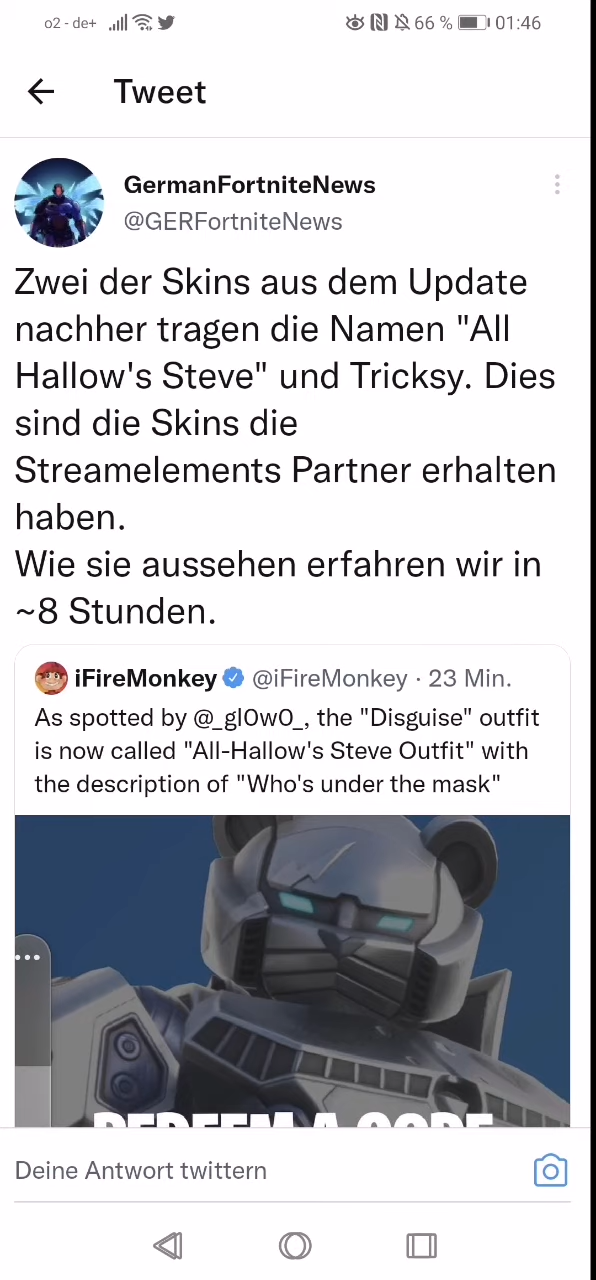 o2 - de+ 66 % 01:46
Tweet
GermanFortniteNews
@GERFortniteNews
Zwei der Skins aus dem Update
nachher tragen die Namen "All
Hallow's Steve" und Tricksy. Dies
sind die Skins die
Streamelements Partner erhalten
haben.
Wie sie aussehen erfahren wir in
~8 Stunden.
iFireMonkey @iFireMonkey · 23 Min.
As spotted by @_gl0w0_, the "Disguise" outfit
is now called "All-Hallow's Steve Outfit" with
the description of "Who's under the mask"
REDEEM A CODE
Deine Antwort twittern